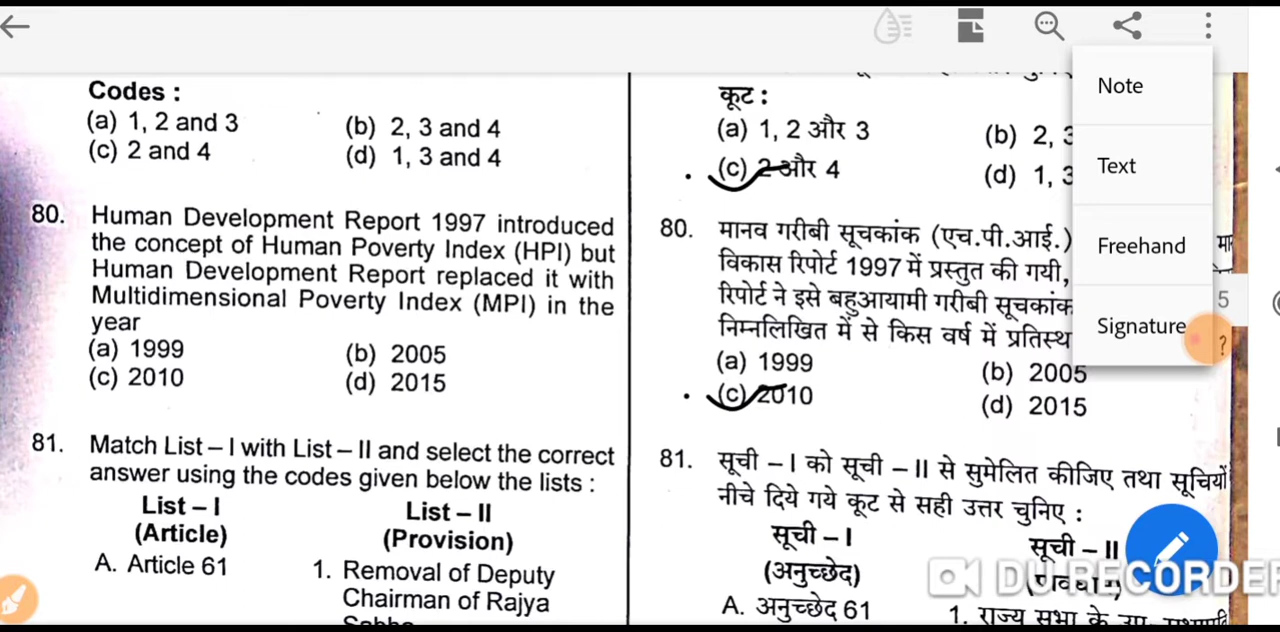 Codes :
(a) 1, 2 and 3 (b) 2, 3 and 4
(c) 2 and 4 (d) 1, 3 and 4
80. Human Development Report 1997 introduced
the concept of Human Poverty Index (HPI) but
Human Development Report replaced it with
Multidimensional Poverty Index (MPI) in the
year
(a) 1999 (b) 2005
(c) 2010 (d) 2015
81. Match List – I with List – II and select the correct
answer using the codes given below the lists :
List – I List – II
(Article) (Provision)
A. Article 61 1. Removal of Deputy
Chairman of Rajya
कूट :
(a) 1, 2 और 3 (b) 2, 3
(c) 2 और 4 (d) 1, 3
80. मानव गरीबी सूचकांक (एच.पी.आई.)
विकास रिपोर्ट 1997 में प्रस्तुत की गयी,
रिपोर्ट ने इसे बहुआयामी गरीबी सूचकांक
निम्नलिखित में से किस वर्ष में
(a) 1999 (b) 2005
(c) 2010 (d) 2015
81. सूची – I को सूची – II से सुमेलित कीजिए तथा सूचियों
नीचे दिये गये कूट से सही उत्तर चुनिए :
सूची – I सूची – II
(अनुच्छेद)
A. अनुच्छेद 61 1. राज्य सभा के
Note
Text
Freehand
Signature
5
?
DU RECORDER